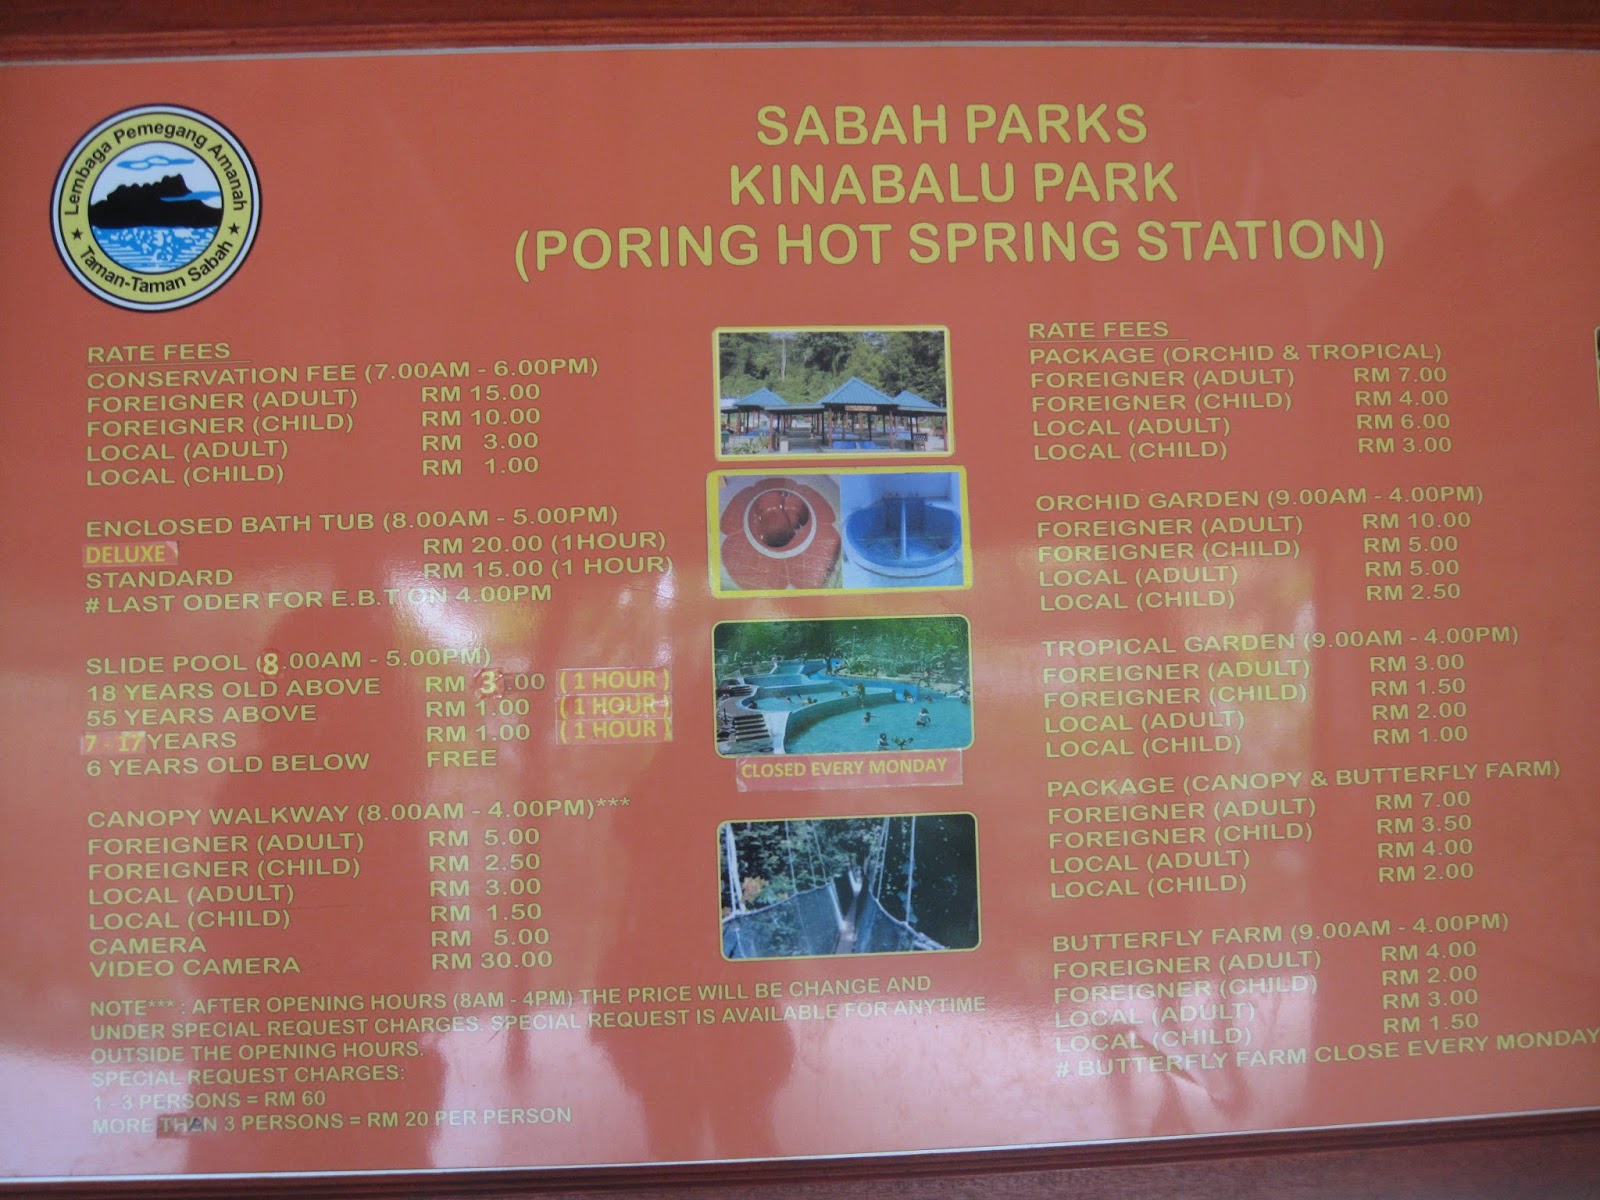 Lembaga Pemegang Amanah
★ Taman-Taman Sabah ★
SABAH PARKS
KINABALU PARK
(PORING HOT SPRING STATION)
RATE FEES
CONSERVATION FEE (7.00AM - 6.00PM)
FOREIGNER (ADULT) RM 15.00
FOREIGNER (CHILD) RM 10.00
LOCAL (ADULT) RM 3.00
LOCAL (CHILD) RM 1.00
ENCLOSED BATH TUB (8.00AM - 5.00PM)
DELUXE RM 20.00 (1HOUR)
STANDARD RM 15.00 (1 HOUR)
# LAST ODER FOR E.B.T ON 4.00PM
SLIDE POOL (8.00AM - 5.00PM)
18 YEARS OLD ABOVE RM 3.00 ( 1 HOUR )
55 YEARS ABOVE RM 1.00 ( 1 HOUR )
7 - 17 YEARS RM 1.00 ( 1 HOUR )
6 YEARS OLD BELOW FREE
CANOPY WALKWAY (8.00AM - 4.00PM)***
FOREIGNER (ADULT) RM 5.00
FOREIGNER (CHILD) RM 2.50
LOCAL (ADULT) RM 3.00
LOCAL (CHILD) RM 1.50
CAMERA RM 5.00
VIDEO CAMERA RM 30.00
NOTE*** : AFTER OPENING HOURS (8AM - 4PM) THE PRICE WILL BE CHANGE AND
UNDER SPECIAL REQUEST CHARGES. SPECIAL REQUEST IS AVAILABLE FOR ANYTIME
OUTSIDE THE OPENING HOURS.
SPECIAL REQUEST CHARGES:
1 - 3 PERSONS = RM 60
MORE THEN 3 PERSONS = RM 20 PER PERSON
CLOSED EVERY MONDAY
RATE FEES
PACKAGE (ORCHID & TROPICAL)
FOREIGNER (ADULT) RM 7.00
FOREIGNER (CHILD) RM 4.00
LOCAL (ADULT) RM 6.00
LOCAL (CHILD) RM 3.00
ORCHID GARDEN (9.00AM - 4.00PM)
FOREIGNER (ADULT) RM 10.00
FOREIGNER (CHILD) RM 5.00
LOCAL (ADULT) RM 5.00
LOCAL (CHILD) RM 2.50
TROPICAL GARDEN (9.00AM - 4.00PM)
FOREIGNER (ADULT) RM 3.00
FOREIGNER (CHILD) RM 1.50
LOCAL (ADULT) RM 2.00
LOCAL (CHILD) RM 1.00
PACKAGE (CANOPY & BUTTERFLY FARM)
FOREIGNER (ADULT) RM 7.00
FOREIGNER (CHILD) RM 3.50
LOCAL (ADULT) RM 4.00
LOCAL (CHILD) RM 2.00
BUTTERFLY FARM (9.00AM - 4.00PM)
FOREIGNER (ADULT) RM 4.00
FOREIGNER (CHILD) RM 2.00
LOCAL (ADULT) RM 3.00
LOCAL (CHILD) RM 1.50
# BUTTERFLY FARM CLOSE EVERY MONDAY